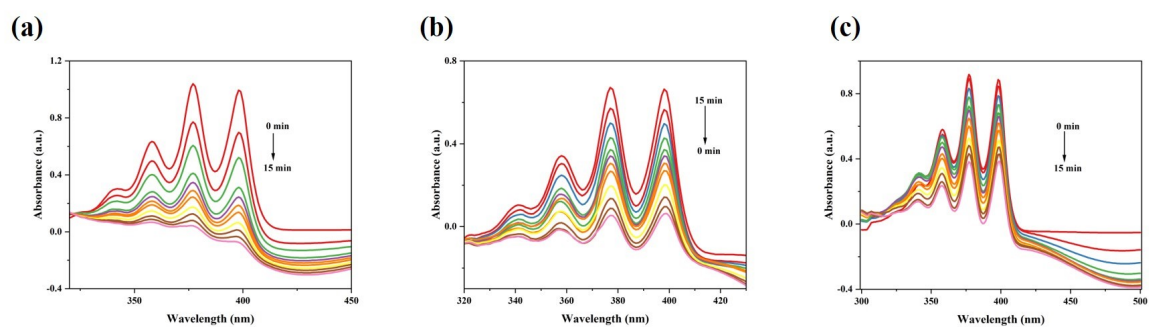 (a)
Absorbance (a.u.)
1.2
0.8
0.4
0.0
-0.4
0 min
15 min
350
400
450
Wavelength (nm)
(b)
Absorbance (a.u.)
0.8
0.4
0.0
15 min
0 min
320
340
360
380
400
420
Wavelength (nm)
(c)
Absorbance (a.u.)
0.8
0.4
0.0
-0.4
0 min
15 min
300
350
400
450
500
Wavelength (nm)